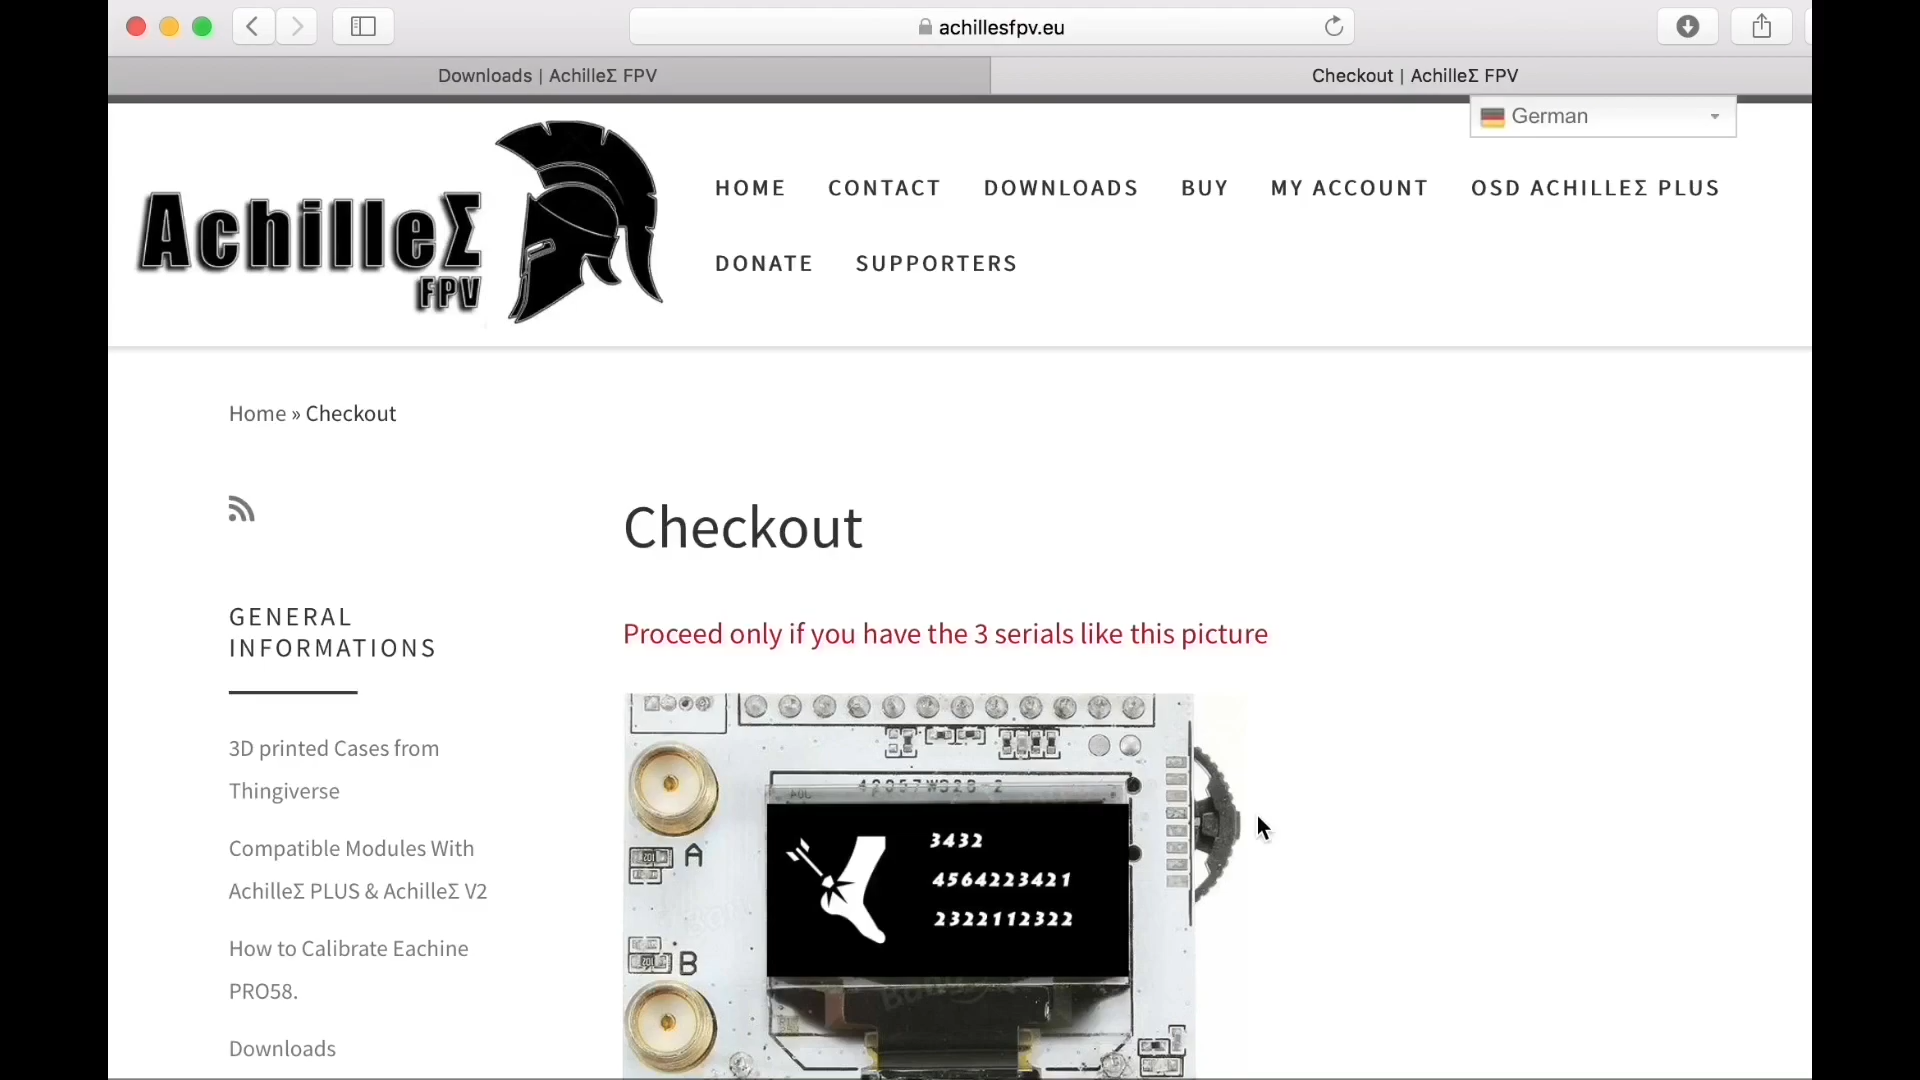 achillesfpv.eu
Downloads | AchilleΣ FPV
Checkout | AchilleΣ FPV
German
AchilleΣ
FPV
HOME
CONTACT
DOWNLOADS
BUY
MY ACCOUNT
OSD ACHILLEΣ PLUS
DONATE
SUPPORTERS
Home » Checkout
Checkout
Proceed only if you have the 3 serials like this picture
GENERAL
INFORMATIONS
3D printed Cases from
Thingiverse
Compatible Modules With
AchilleΣ PLUS & AchilleΣ V2
How to Calibrate Eachine
PRO58.
Downloads
A
3432
4564223421
2322112322
B